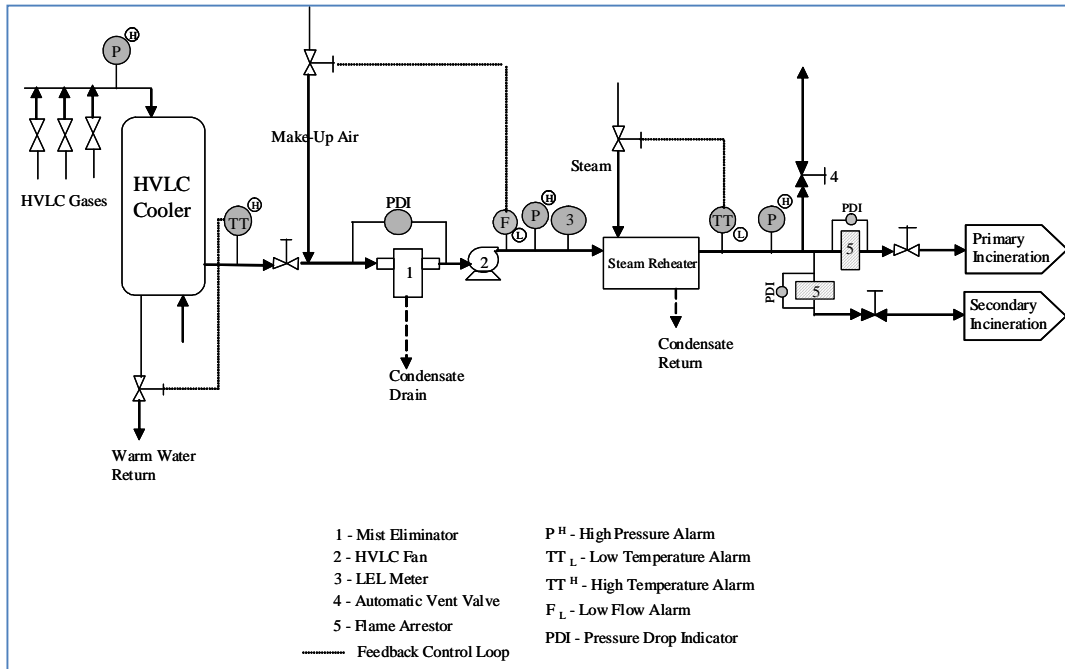 H
P
HVLC Gases
HVLC
Cooler
TT
H
Make-Up Air
PDI
1
Condensate
Drain
Warm Water
Return
2
F
L
P
H
3
Steam
Steam Reheater
Condensate
Return
TT
L
P
H
4
PDI
5
PDI
5
Primary
Incineration
Secondary
Incineration
1 - Mist Eliminator
2 - HVLC Fan
3 - LEL Meter
4 - Automatic Vent Valve
5 - Flame Arrestor
Feedback Control Loop
P H - High Pressure Alarm
TT L - Low Temperature Alarm
TT H - High Temperature Alarm
F L - Low Flow Alarm
PDI - Pressure Drop Indicator